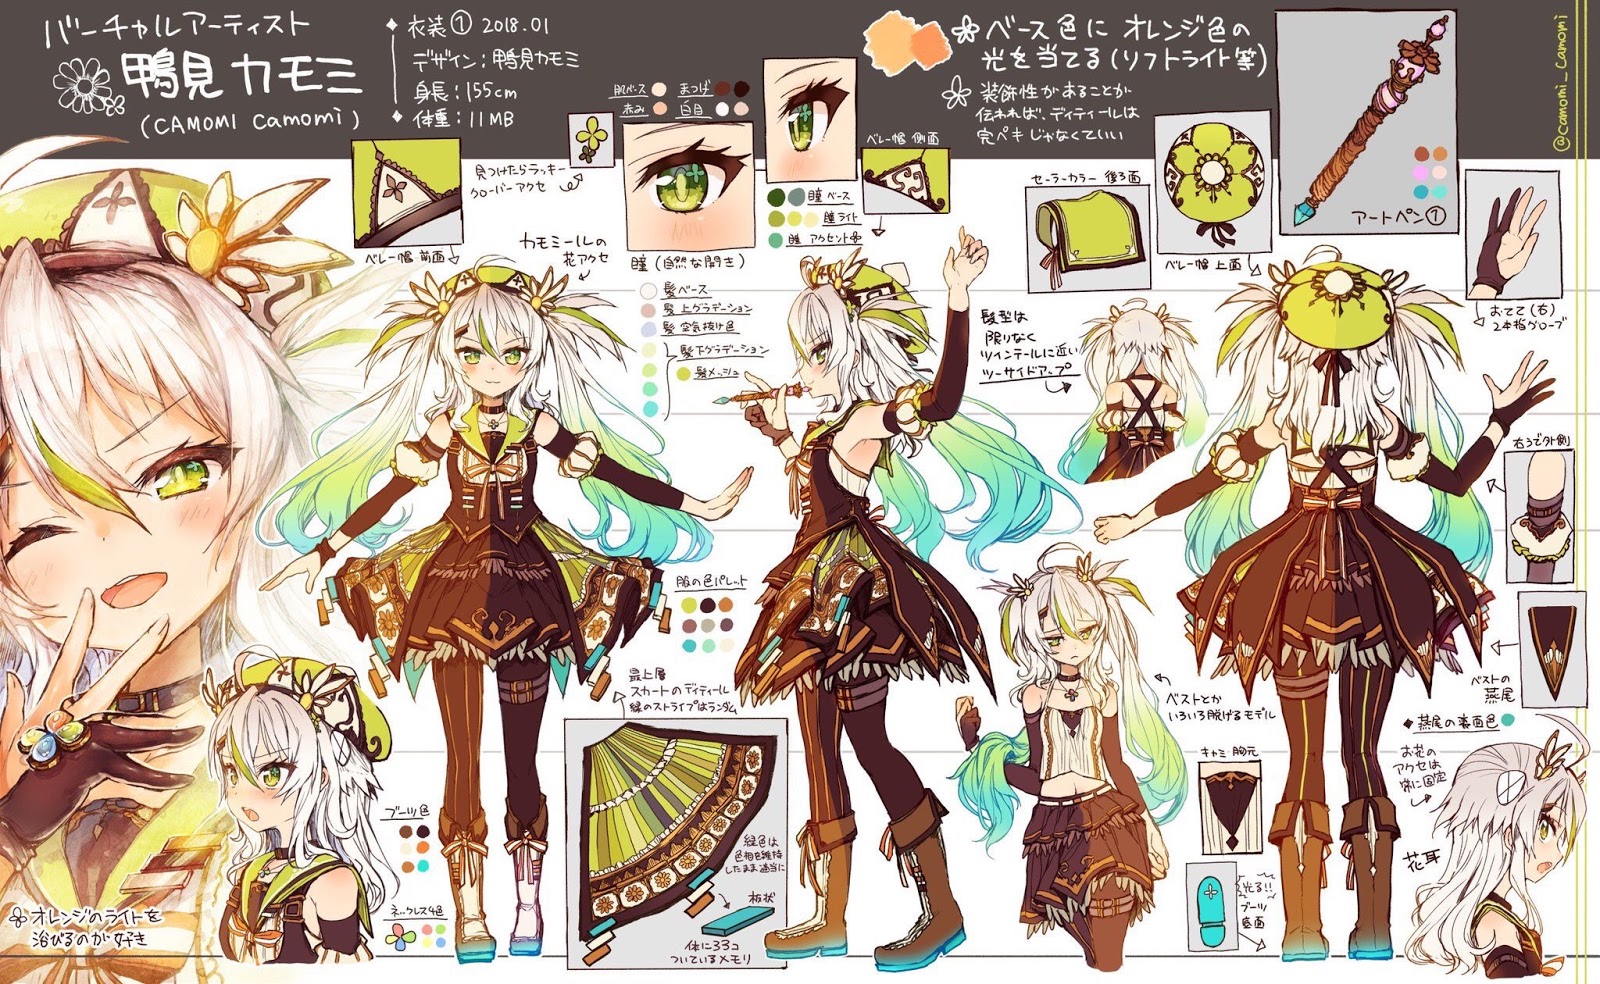 バーチャルアーティスト
鴨見カモミ
(CAMOMI camomi)
衣装① 2018.01
デザイン:鴨見カモミ
身長:155cm
体重:11MB
肌ベース
まつげ
赤み
白目
ベース色に オレンジ色の
光を当てる(リフトライト等)
装飾性があることが
伝われば、ディティールは
完ペキじゃなくていい
@camomi_camomi
アートペン①
見つけたらラッキー
クローバーアクセ
ベレー帽 前面
カモミールの
花アクセ
瞳(自然な開き)
ベレー帽 側面
瞳ベース
瞳ライト
瞳 アクセント
髪ベース
髪 上グラデーション
髪 空気抜け色
髪下グラデーション
髪メッシュ
セーラーカラー 後ろ面
ベレー帽 上面
おてて(右)
2本指グローブ
髪型は
限りなく
ツインテールに近い
ツーサイドアップ
右うで外側
服の色パレット
最上層
スカートのディティール
緑のストライプはランダム
緑色は
色相を維持
したまま適当に
板状
体に33コ
ついているメモリ
ブーツ色
ネックレス4色
オレンジのライトを
浴びるのが好き
ベストとか
いろいろ脱げるモデル
キャミ胸元
光る!!
ブーツ
底面
ベストの
燕尾
燕尾の裏面色
お花の
アクセは
常に固定
花耳